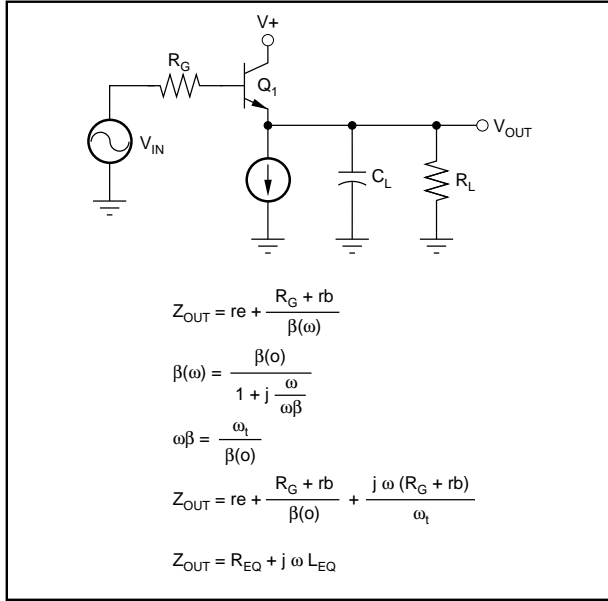 V+
R_G
Q_1
V_IN
V_OUT
C_L
R_L
Z_OUT = re + (R_G + rb) / β(ω)
β(ω) = β(o) / (1 + j ω/ωβ)
ωβ = ω_t / β(o)
Z_OUT = re + (R_G + rb) / β(o) + j ω (R_G + rb) / ω_t
Z_OUT = R_EQ + j ω L_EQ